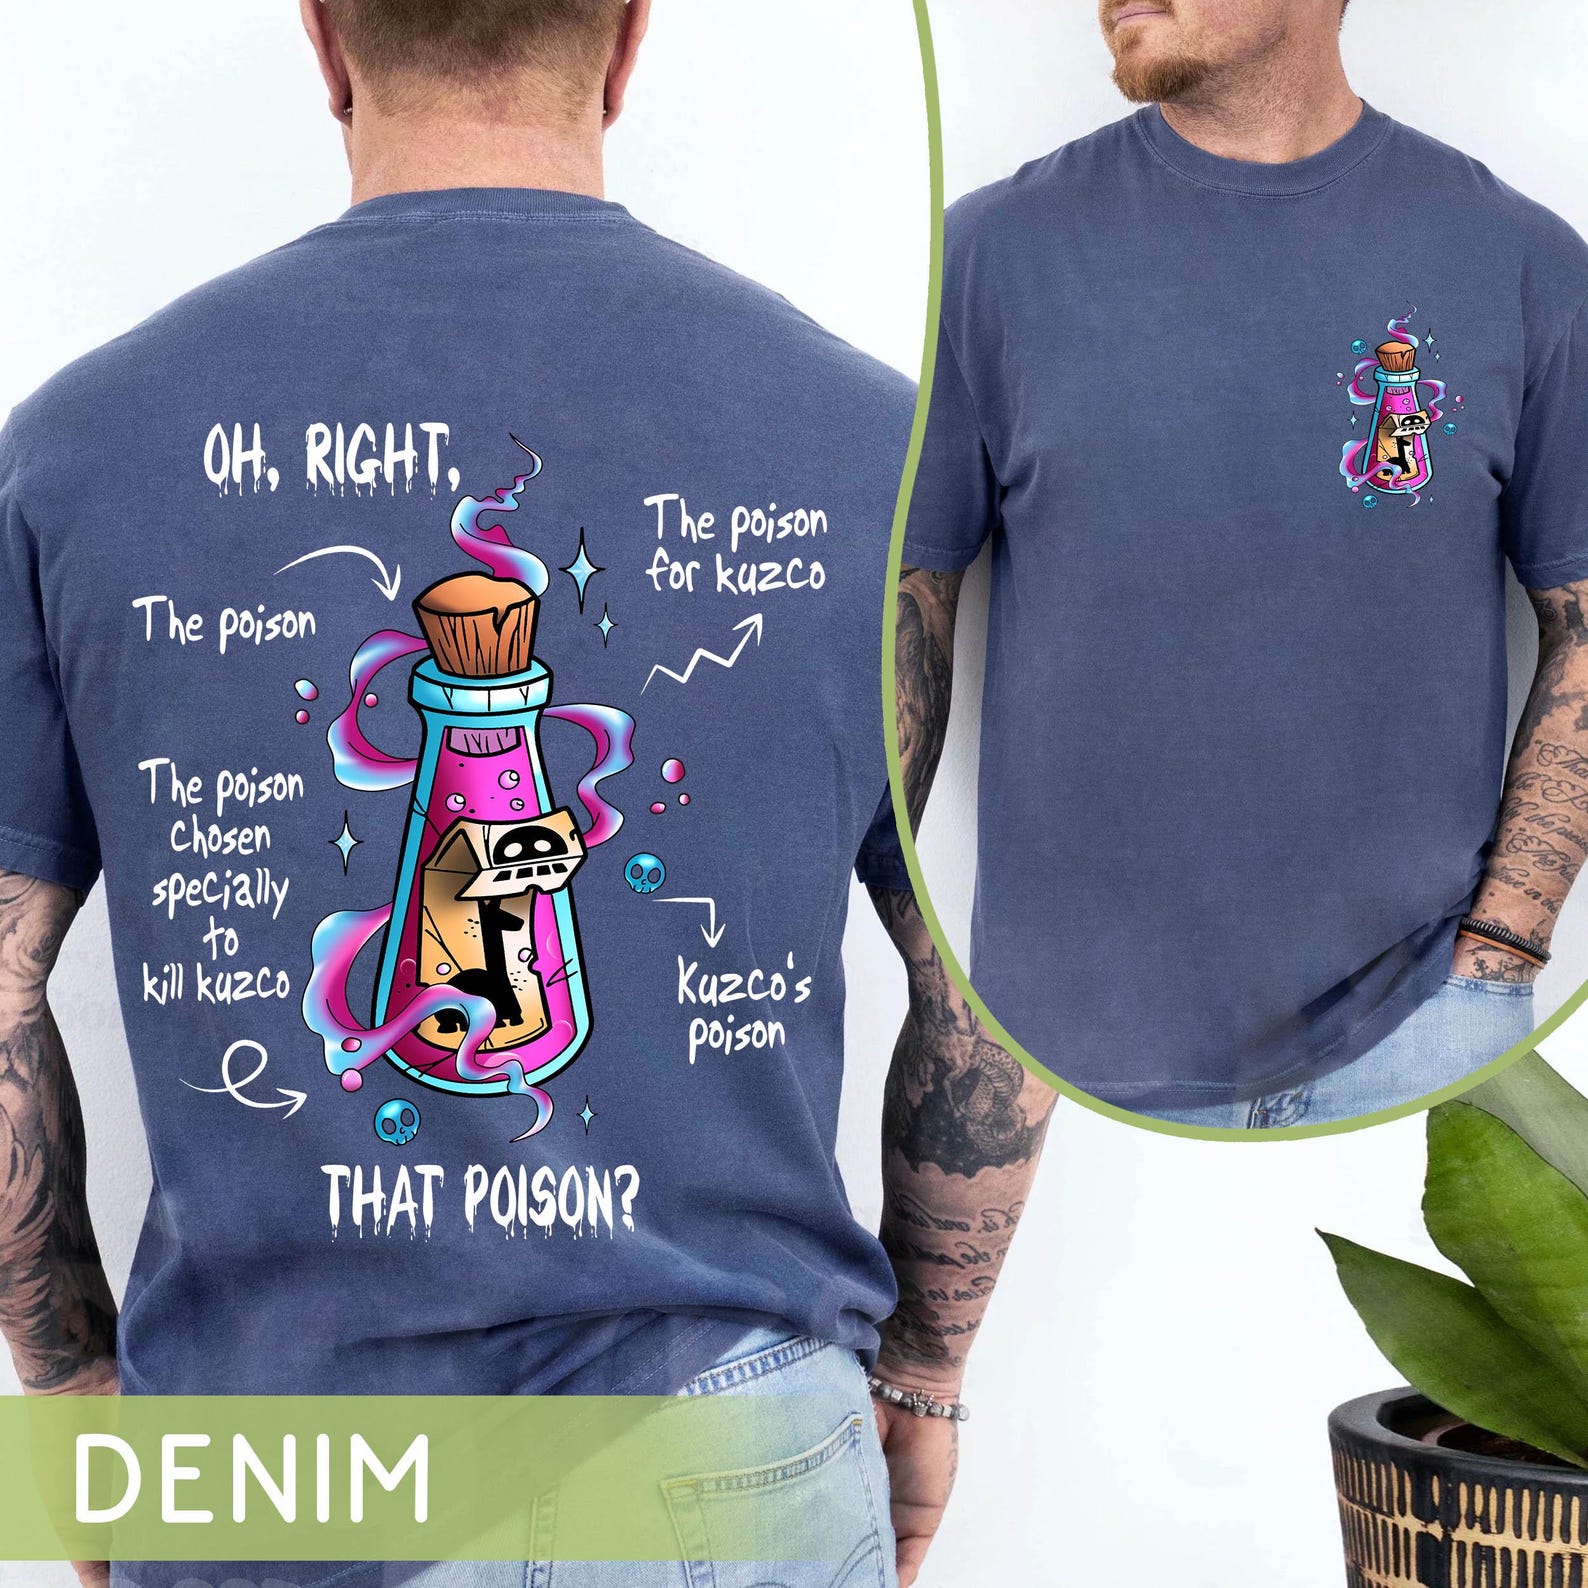 OH, RIGHT,
The poison
The poison
for kuzco
The poison
chosen
specially
to
kill kuzco
Kuzco's
poison
THAT POISON?
DENIM